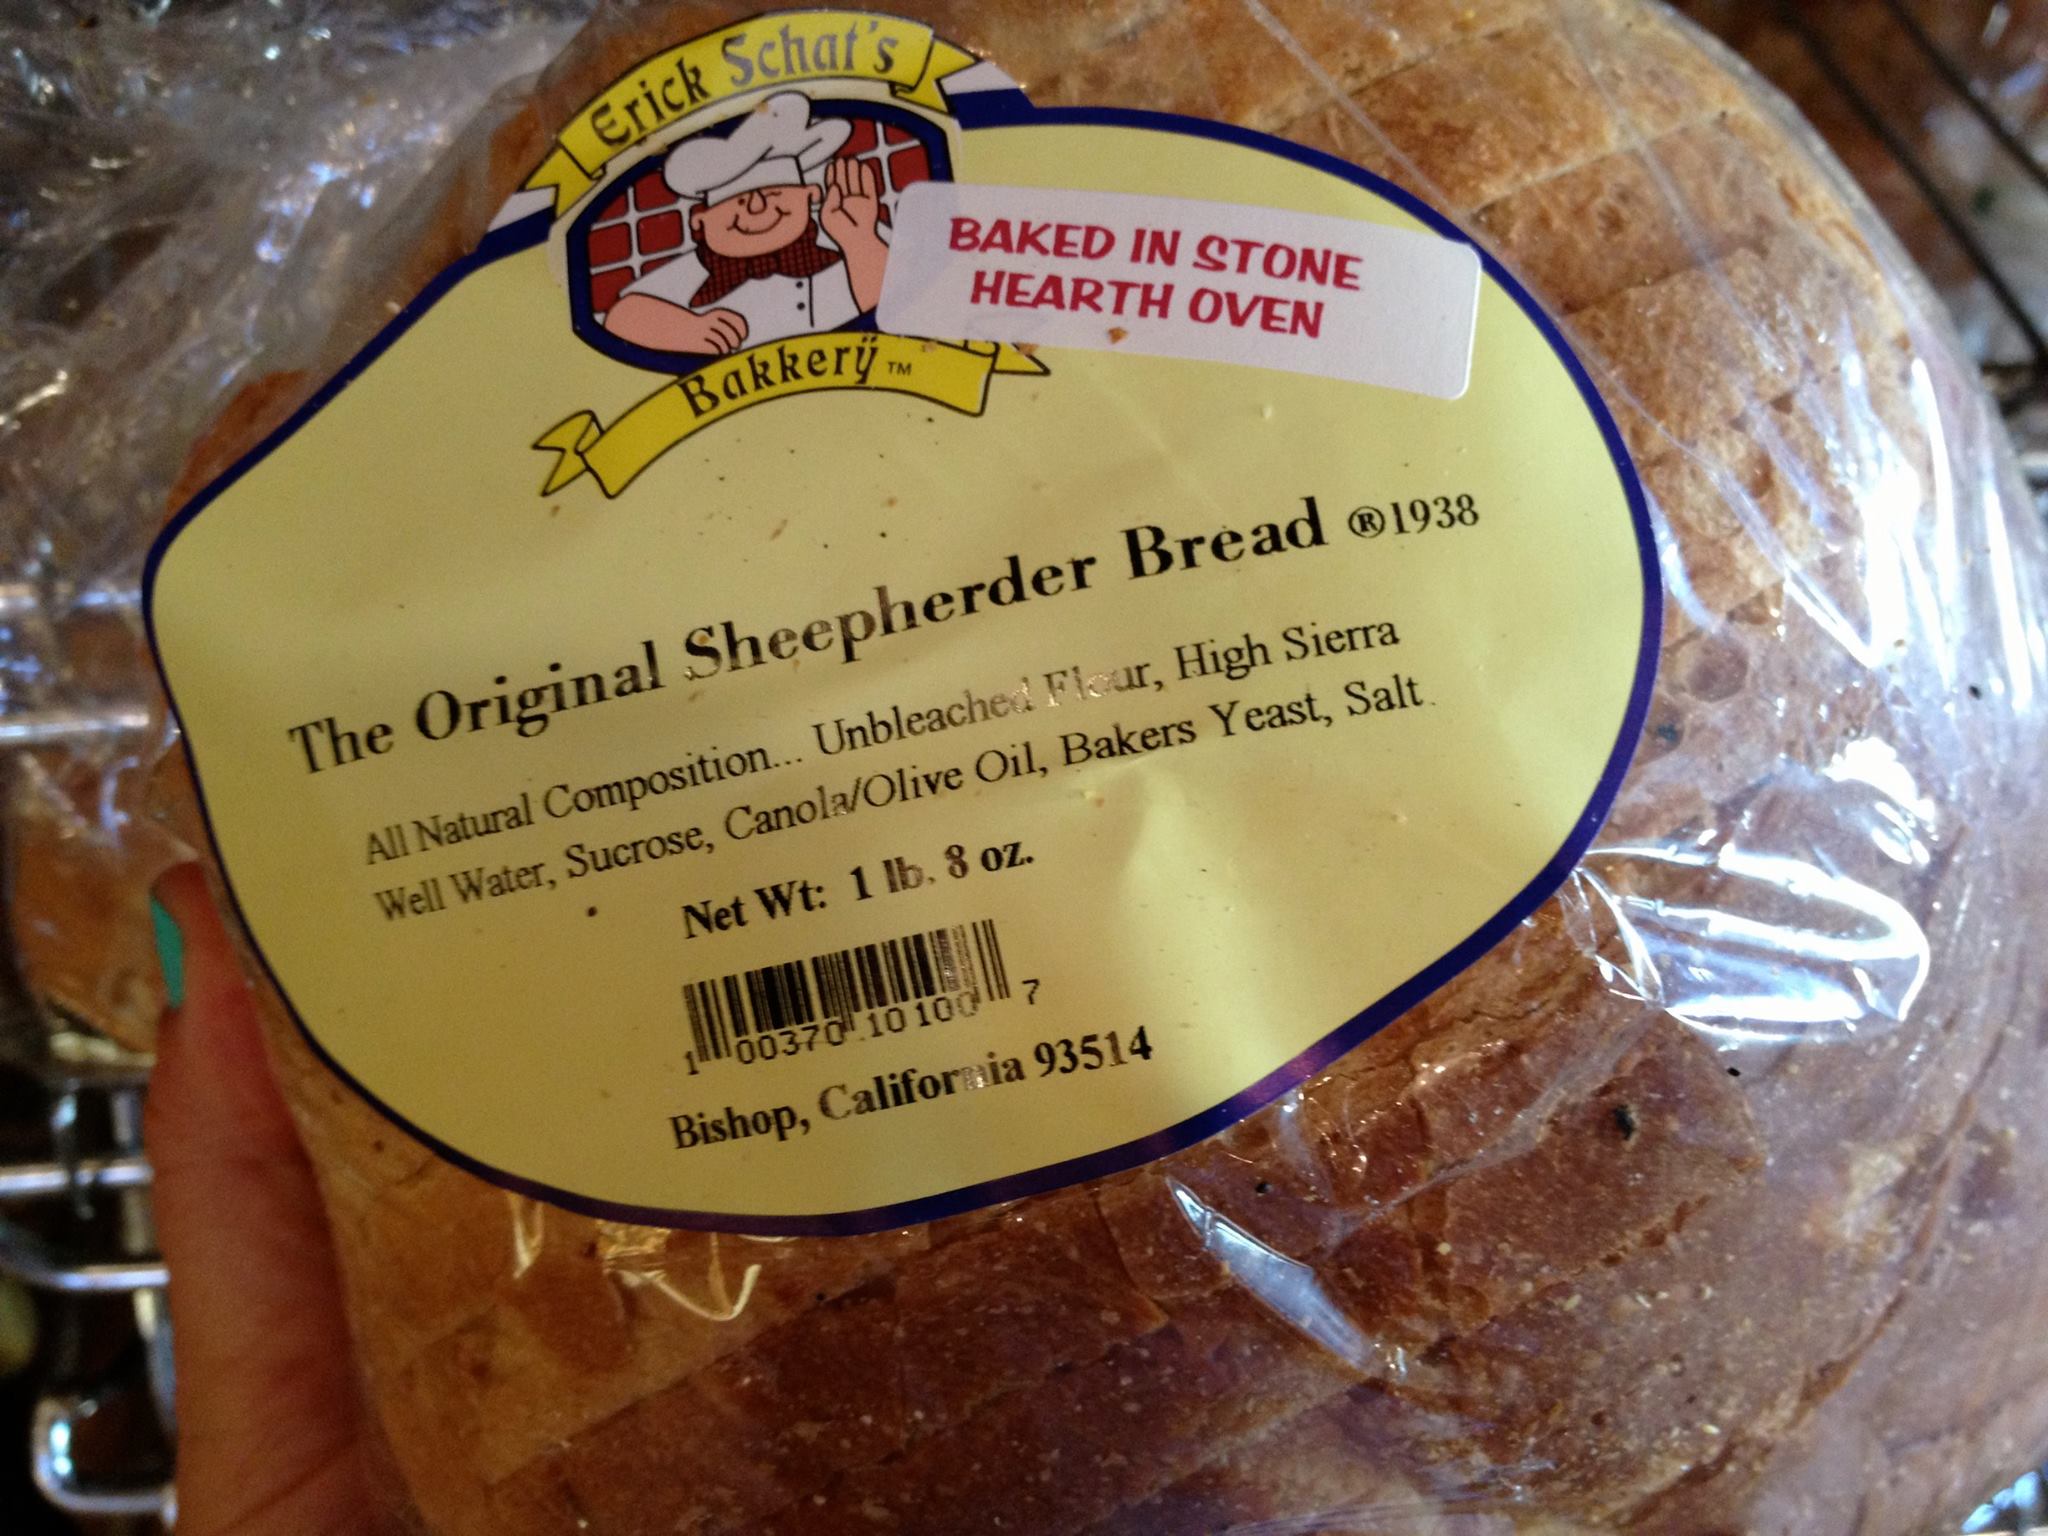 Erick Schat's
Bakkerÿ™
BAKED IN STONE
HEARTH OVEN
The Original Sheepherder Bread ®1938
All Natural Composition... Unbleached Flour, High Sierra
Well Water, Sucrose, Canola/Olive Oil, Bakers Yeast, Salt
Net Wt: 1 lb. 8 oz.
1 00370 10100 7
Bishop, California 93514